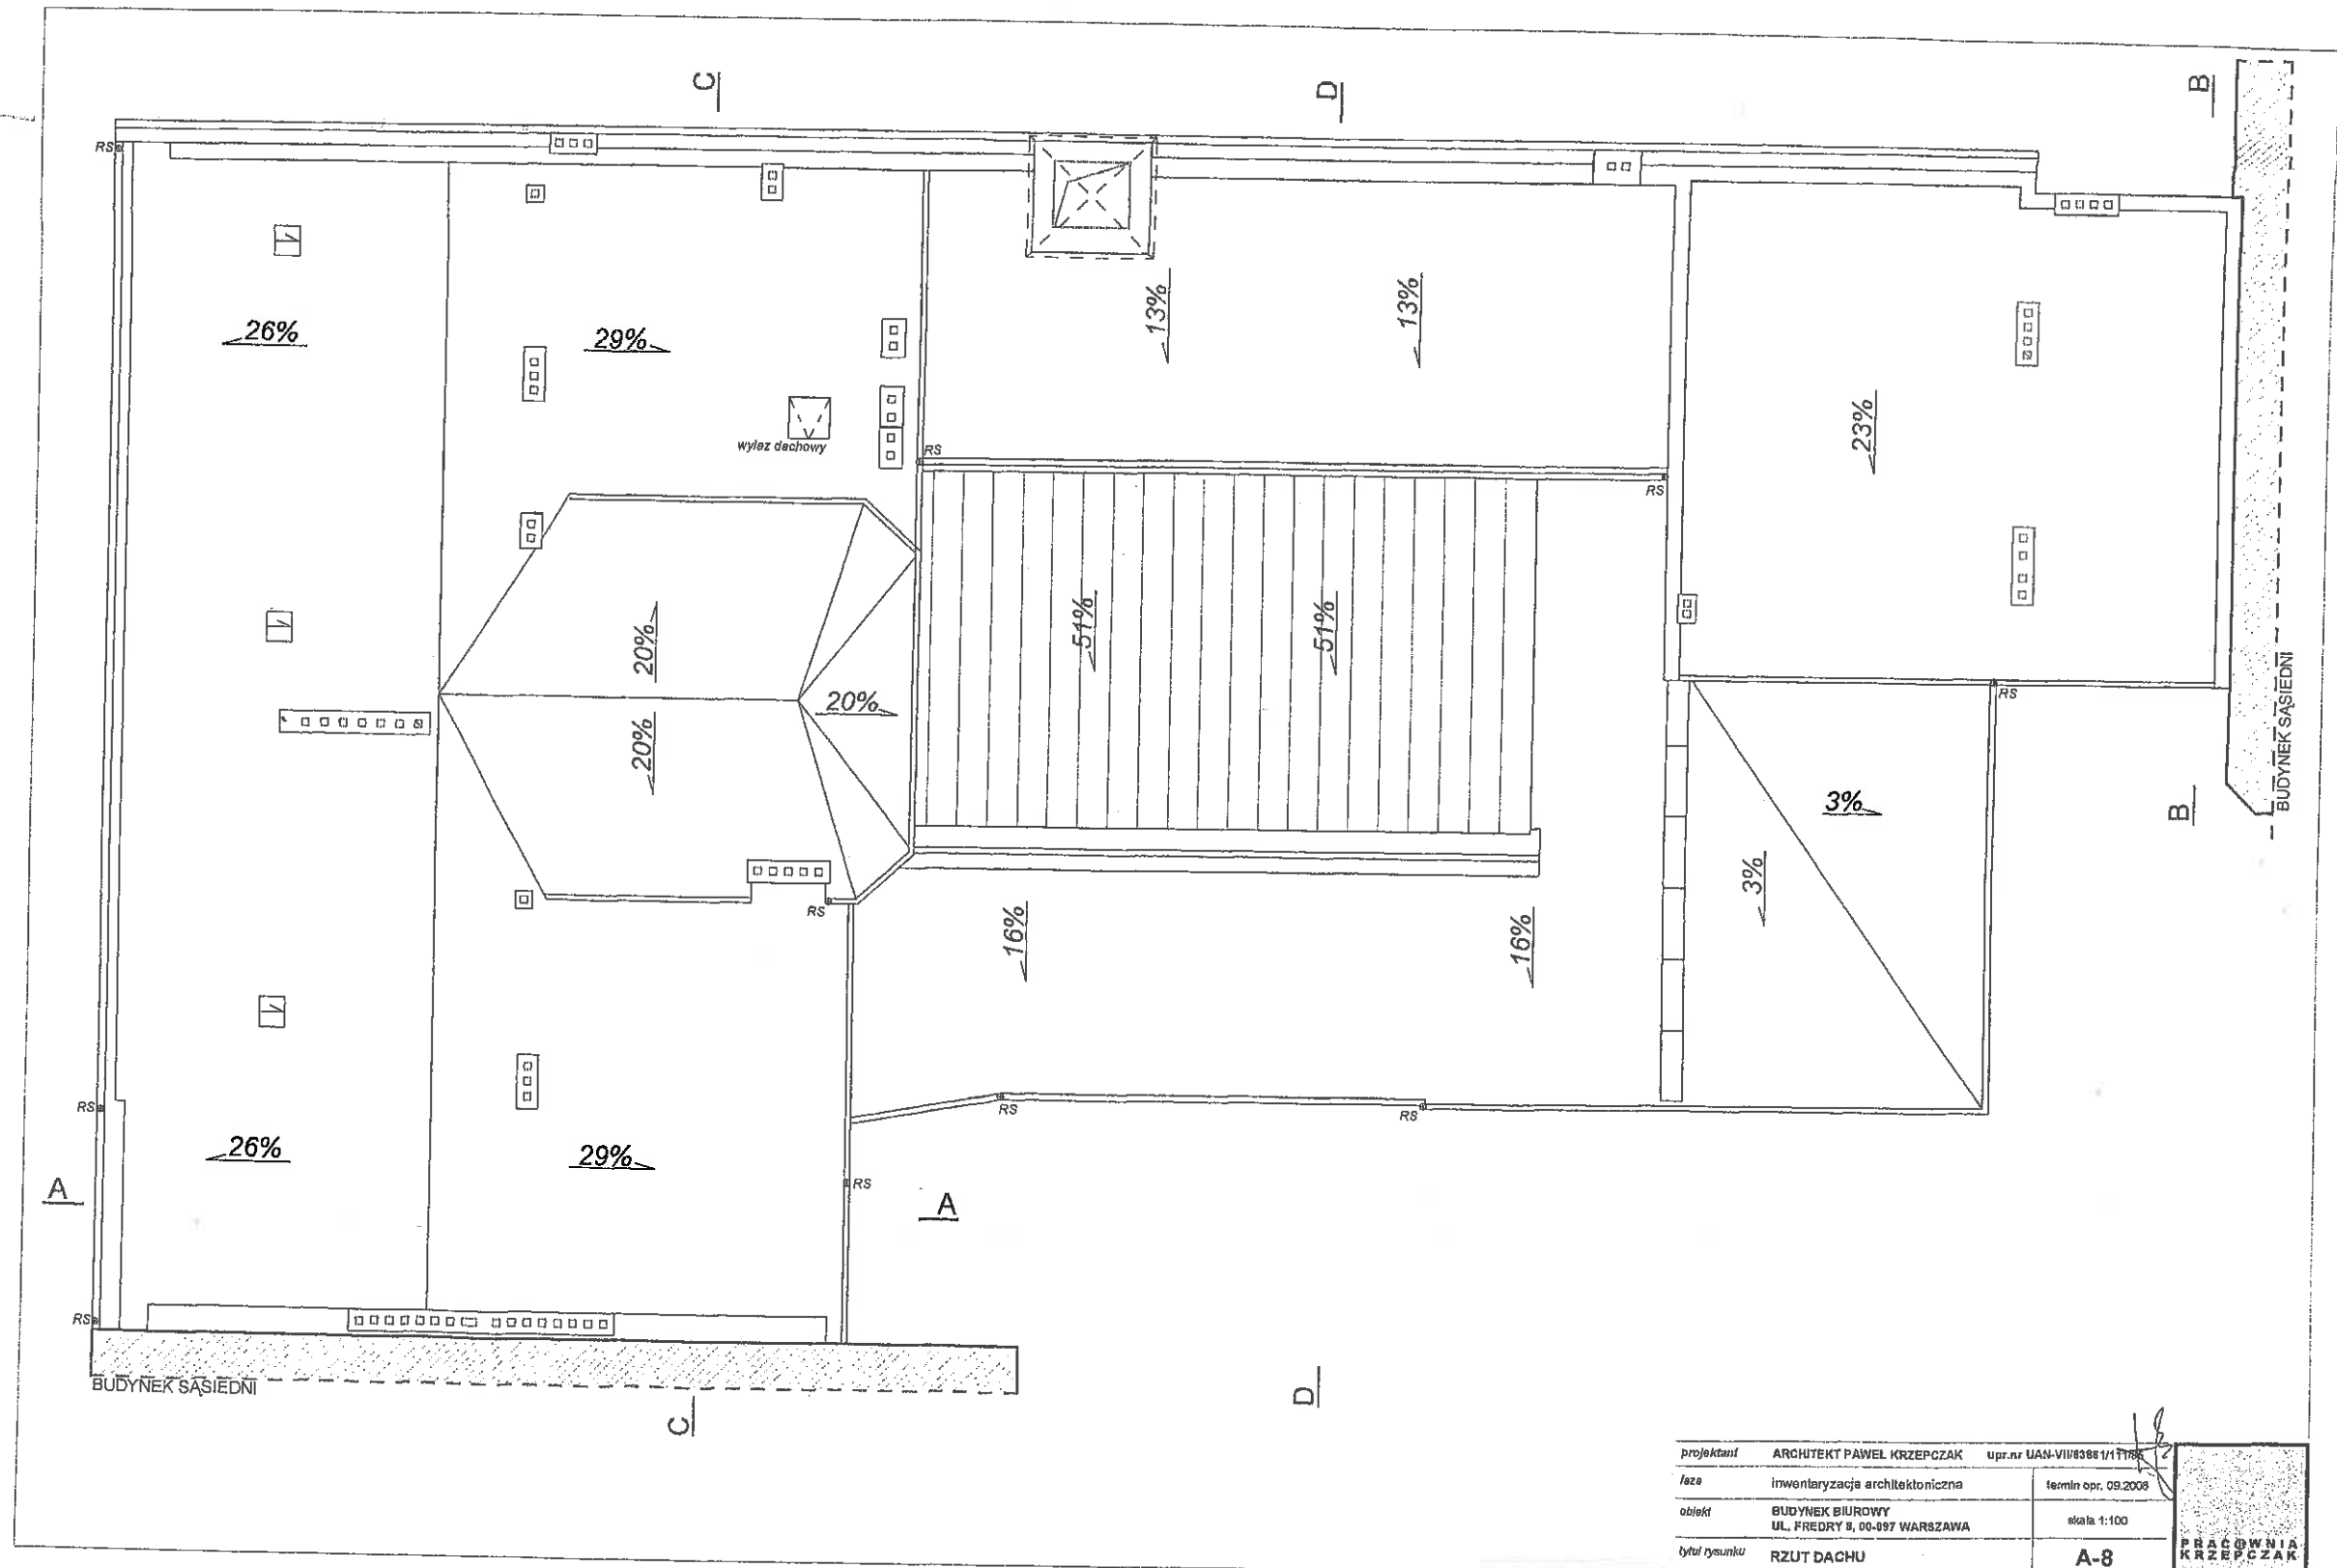 C
D
B
RS
26%
29%
13%
13%
23%
wyłaz dachowy
RS
RS
20%
51%
51%
20%
20%
RS
3%
3%
BUDYNEK SĄSIEDNI
B
RS
16%
16%
RS
RS
RS
26%
29%
A
RS
A
RS
BUDYNEK SĄSIEDNI
C
D
projektant ARCHITEKT PAWEŁ KRZEPCZAK upr.nr
faza inwentaryzacja architektoniczna termin opr. 09.2008
obiekt BUDYNEK BIUROWY skala 1:100
UL. FREDRY 8, 00-097 WARSZAWA
tytuł rysunku RZUT DACHU A-8
PRACOWNIA
KRZEPCZAK